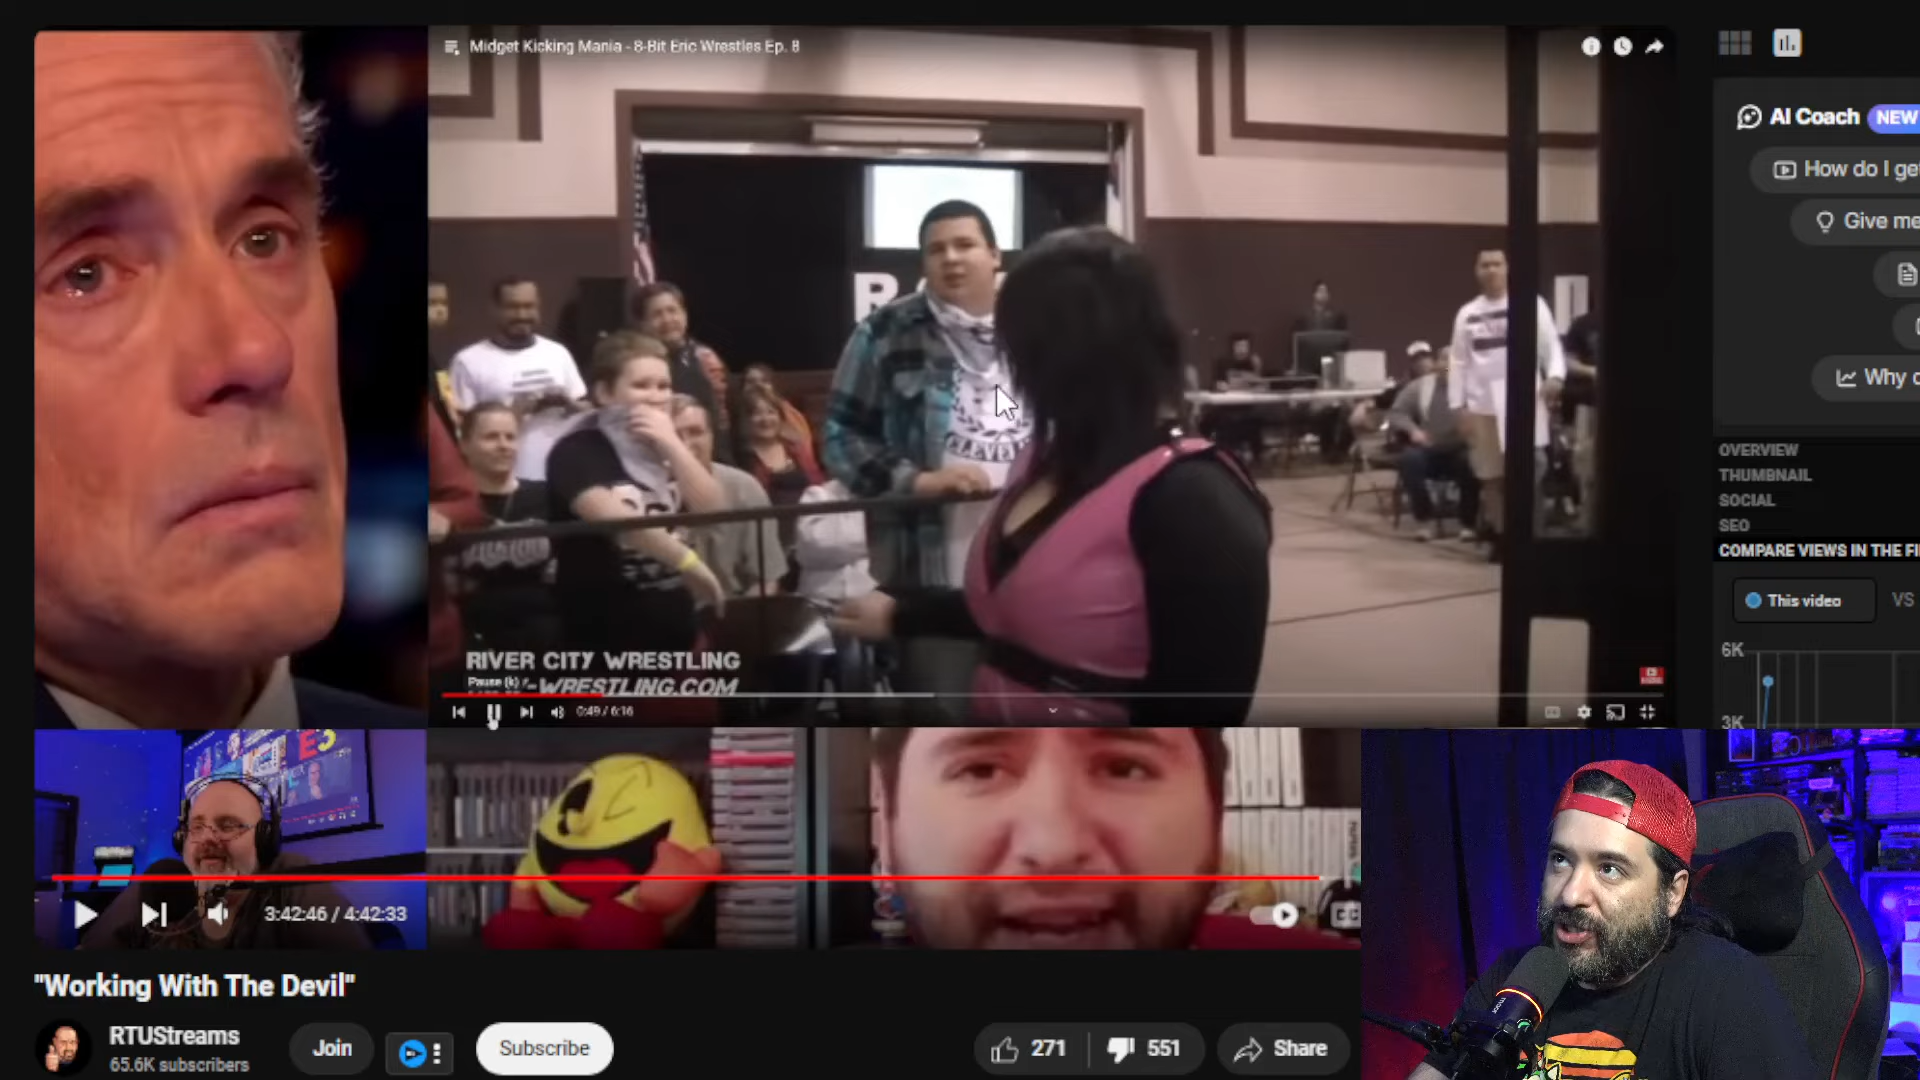 Midget Kicking Mania - 8-Bit Eric Wrestles Ep. 8
AI Coach NEW
How do I get
Give me
Why
OVERVIEW
THUMBNAIL
SOCIAL
SEO
COMPARE VIEWS IN THE FI
This video
VS
6K
3K
RIVER CITY WRESTLING
Pause (k)
WRESTLING.COM
0:49 / 6:16
3:42:46 / 4:42:33
CC
"Working With The Devil"
RTUStreams
65.6K subscribers
Join
Subscribe
271
551
Share